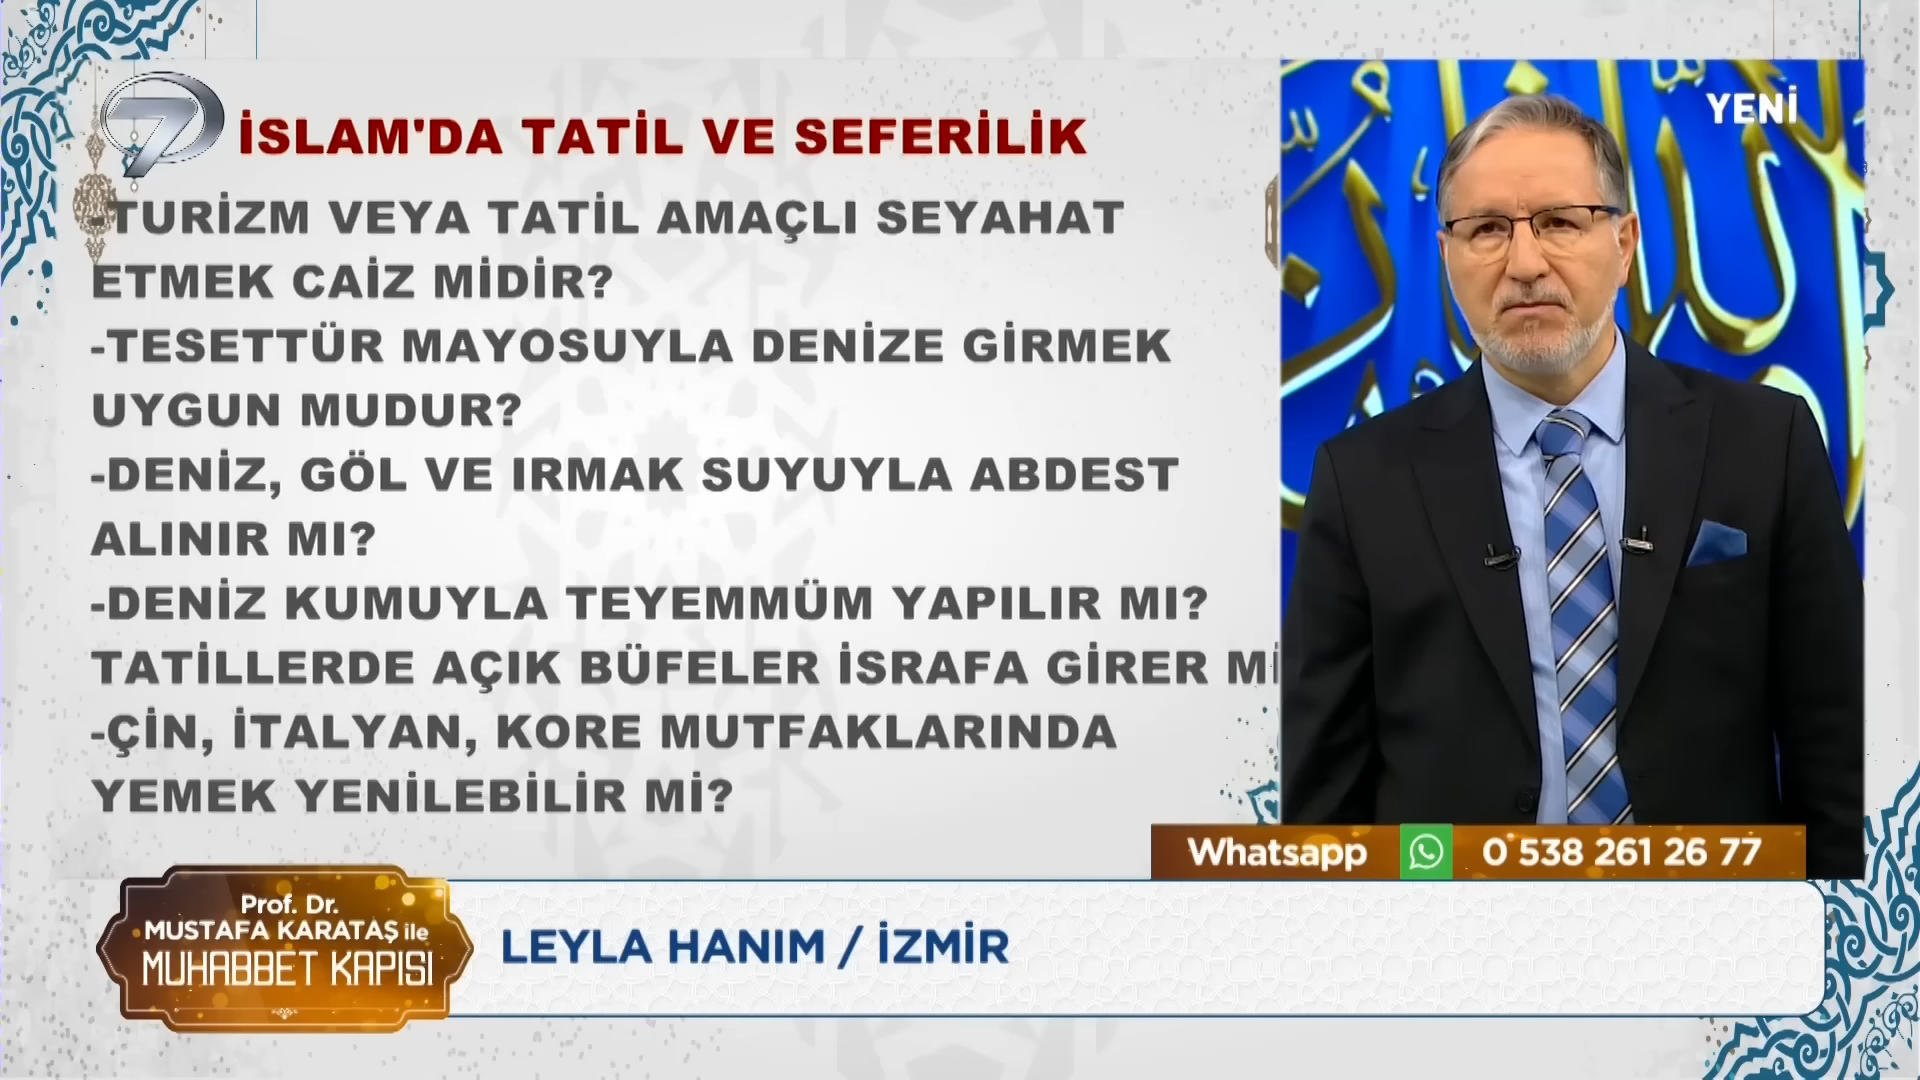 7
YENİ
İSLAM'DA TATİL VE SEFERİLİK
-TURİZM VEYA TATİL AMAÇLI SEYAHAT
ETMEK CAİZ MİDİR?
-TESETTÜR MAYOSUYLA DENİZE GİRMEK
UYGUN MUDUR?
-DENİZ, GÖL VE IRMAK SUYUYLA ABDEST
ALINIR MI?
-DENİZ KUMUYLA TEYEMMÜM YAPILIR MI?
TATİLLERDE AÇIK BÜFELER İSRAFA GİRER Mİ
-ÇİN, İTALYAN, KORE MUTFAKLARINDA
YEMEK YENİLEBİLİR Mİ?
Whatsapp 0 538 261 26 77
Prof. Dr.
MUSTAFA KARATAŞ ile
MUHABBET KAPISI
LEYLA HANIM / İZMİR